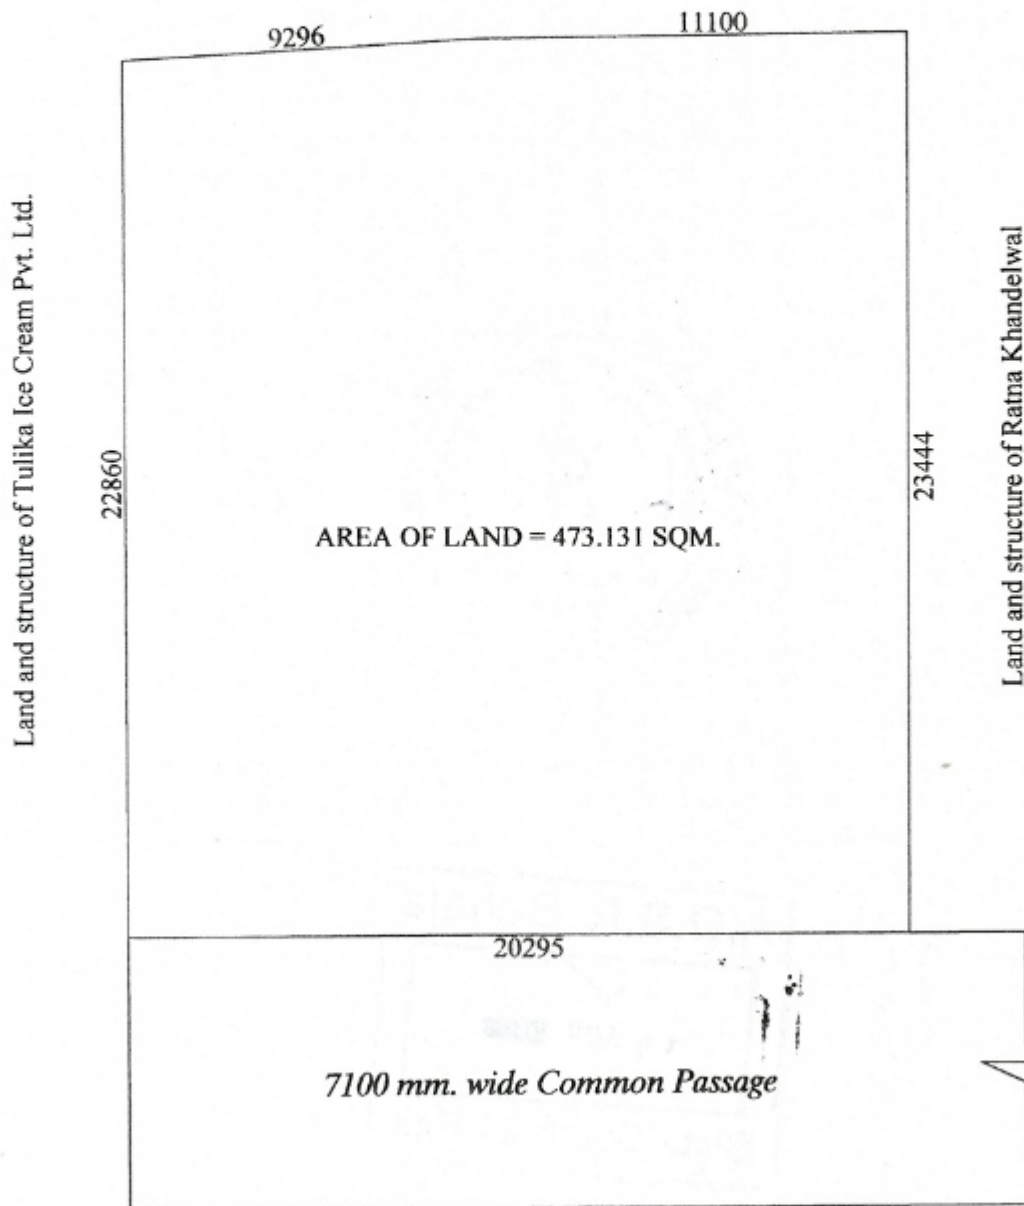 9296
11100
Land and structure of Tulika Ice Cream Pvt. Ltd.
22860
AREA OF LAND = 473.131 SQM.
23444
Land and structure of Ratna Khandelwal
20295
7100 mm. wide Common Passage